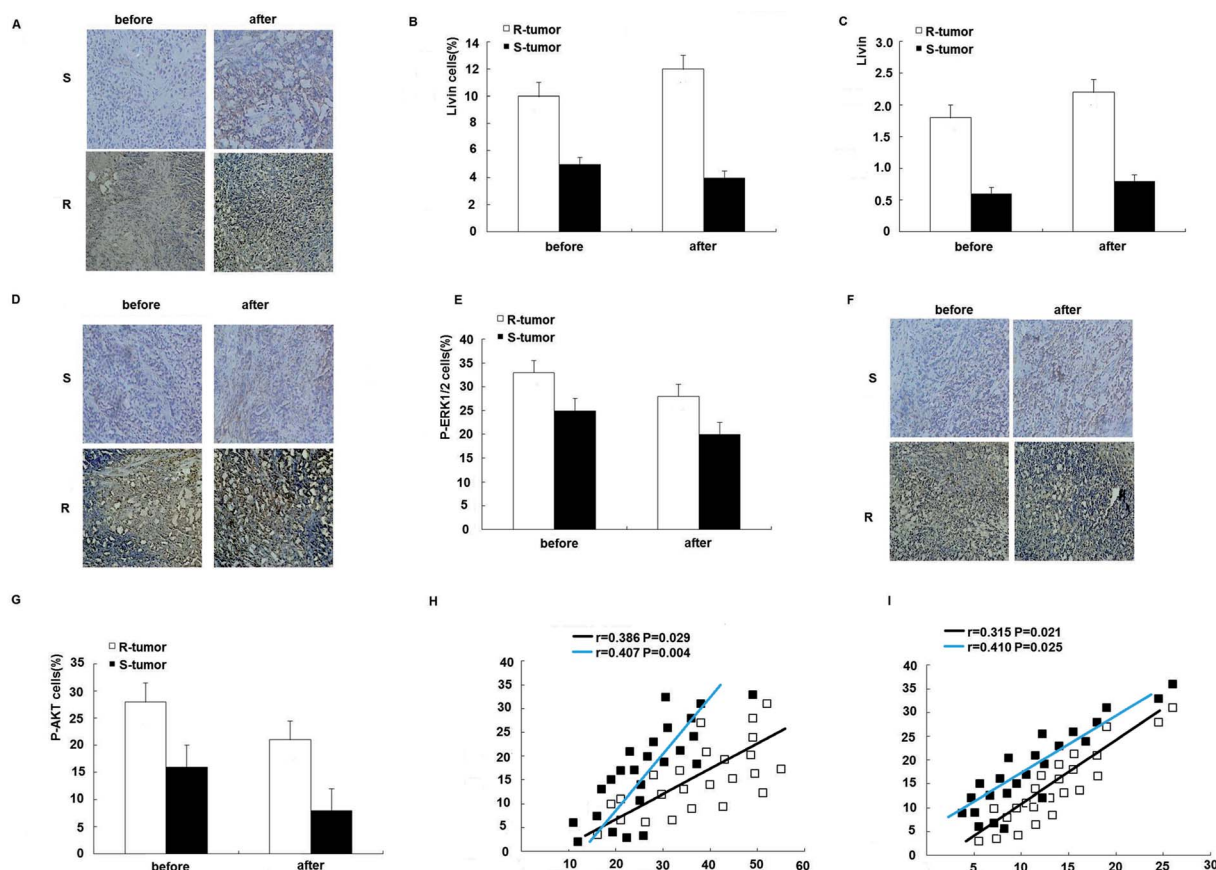 A
before after
S
R
B
R-tumor
S-tumor
Livin cells(%)
14
12
10
8
6
4
2
0
before after
C
R-tumor
S-tumor
Livin
3.0
2.6
2.0
1.5
1.0
0.5
0
before after
D
before after
S
R
E
R-tumor
S-tumor
P-ERK1/2 cells(%)
40
35
30
25
20
15
10
5
0
before after
F
before after
S
R
G
R-tumor
S-tumor
P-AKT cells(%)
35
30
25
20
15
10
5
0
before after
H
r=0.386 P=0.029
r=0.407 P=0.004
40
35
30
25
20
15
10
5
0
10 20 30 40 50 60
I
r=0.315 P=0.021
r=0.410 P=0.025
40
35
30
25
20
15
10
5
0
5 10 15 20 25 30